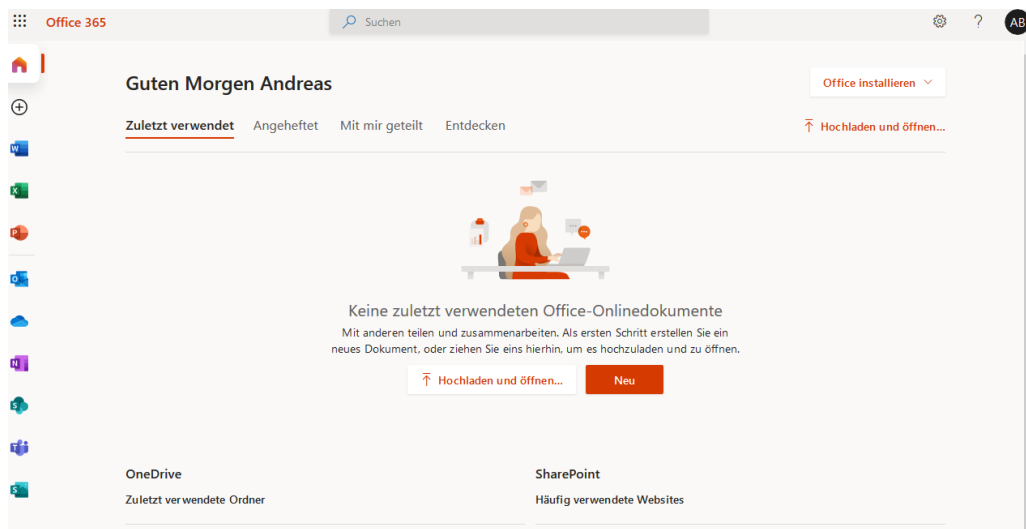 Office 365
Suchen
?
AB
Guten Morgen Andreas
Office installieren
Zuletzt verwendet Angeheftet Mit mir geteilt Entdecken
Hochladen und öffnen...
Keine zuletzt verwendeten Office-Onlinedokumente
Mit anderen teilen und zusammenarbeiten. Als ersten Schritt erstellen Sie ein
neues Dokument, oder ziehen Sie eins hierhin, um es hochzuladen und zu öffnen.
Hochladen und öffnen... Neu
OneDrive
Zuletzt verwendete Ordner
SharePoint
Häufig verwendete Websites
W
X
P
O
N
S
T
S